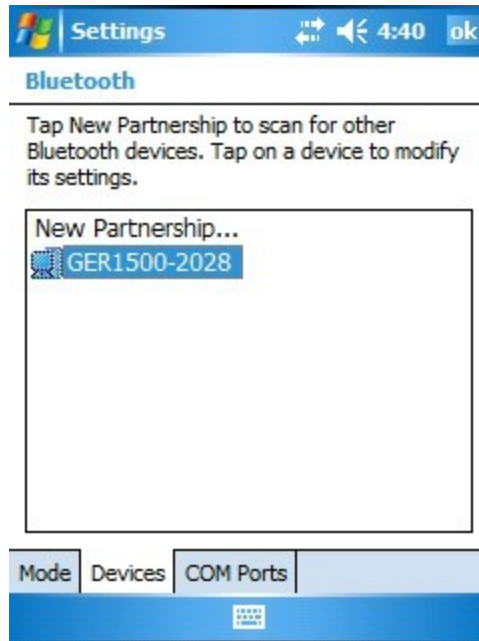 Settings 4:40 ok
Bluetooth
Tap New Partnership to scan for other
Bluetooth devices. Tap on a device to modify
its settings.
New Partnership...
GER1500-2028
Mode Devices COM Ports